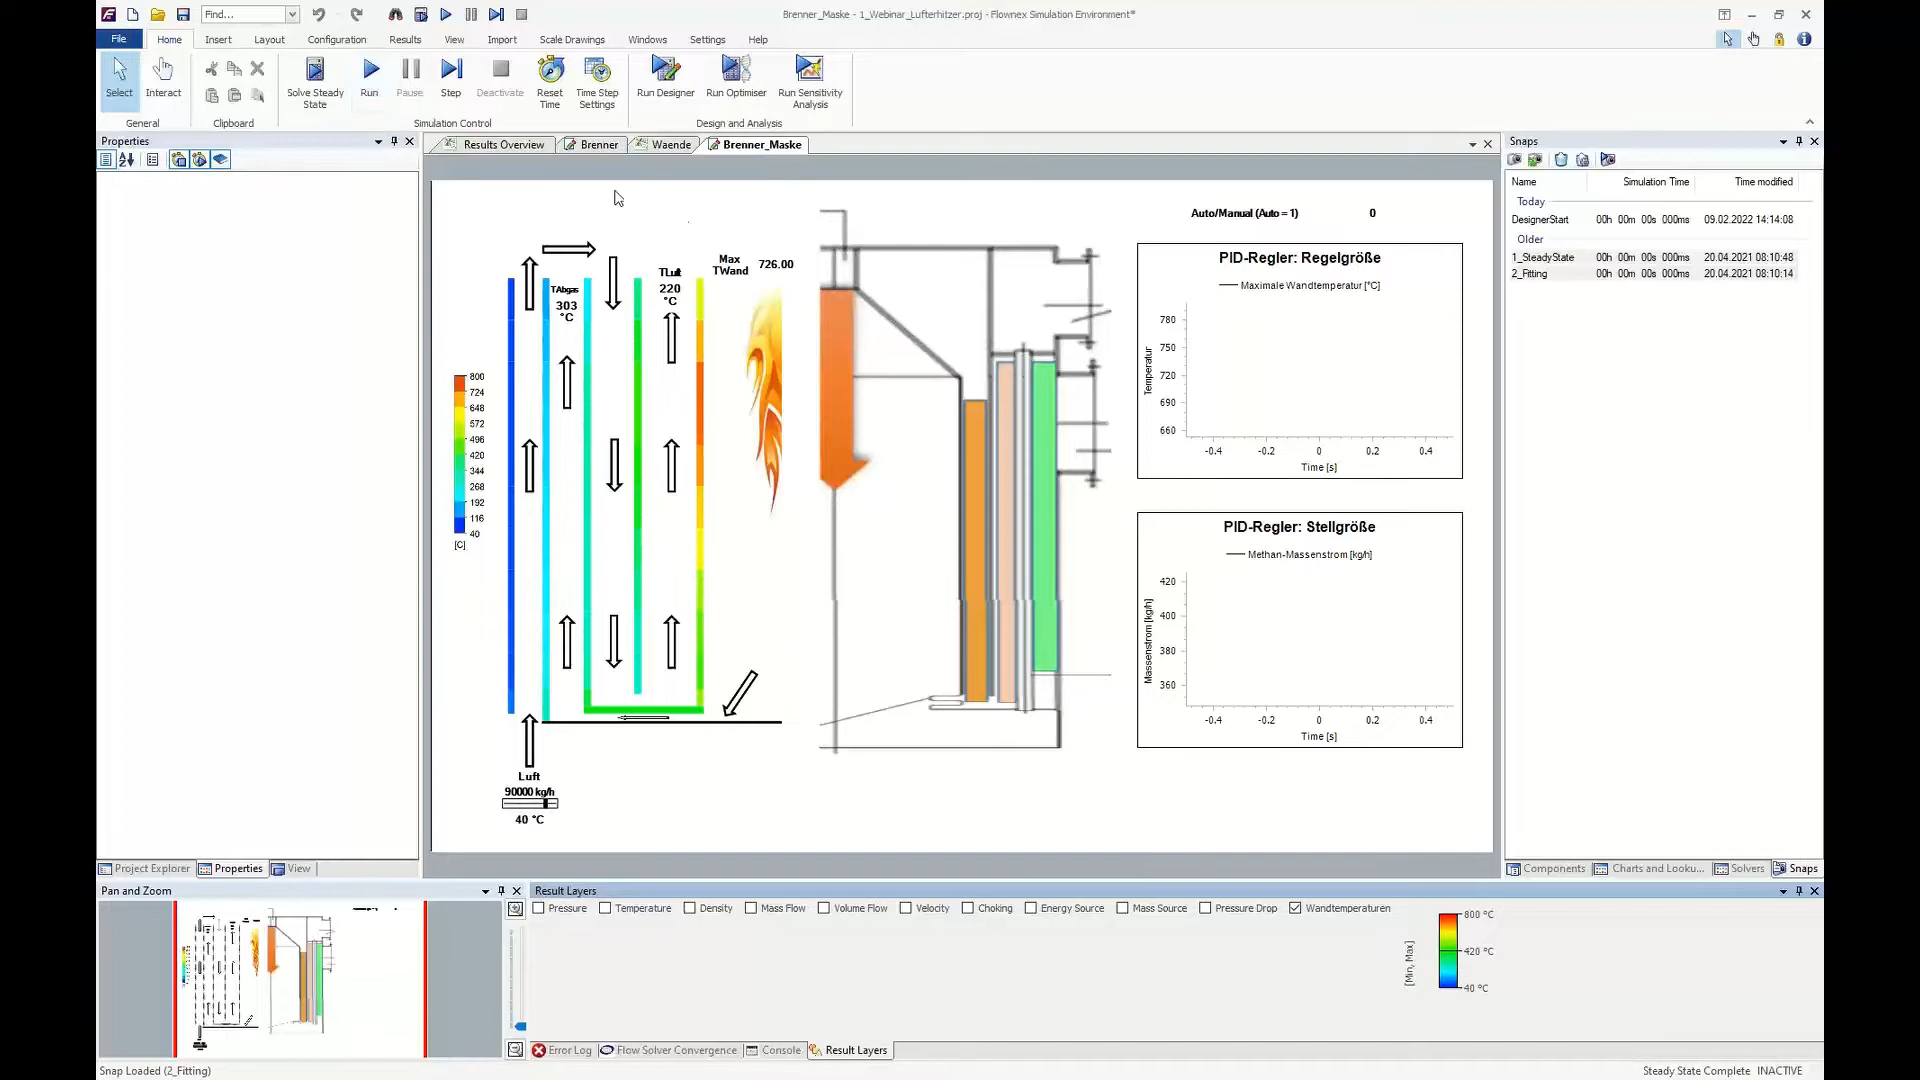 Find...
Brenner_Maske - 1_Webinar_Lufterhitzer.proj - Flownex Simulation Environment*
File Home Insert Layout Configuration Results View Import Scale Drawings Windows Settings Help
Select Interact Solve Steady State Run Pause Step Deactivate Reset Time Time Step Settings Run Designer Run Optimiser Run Sensitivity Analysis
General Clipboard Simulation Control Design and Analysis
Properties
Results Overview Brenner Waende Brenner_Maske
Snaps
Name Simulation Time Time modified
Today
DesignerStart 00h 00m 00s 000ms 09.02.2022 14:14:08
Older
1_SteadyState 00h 00m 00s 000ms 20.04.2021 08:10:48
2_Fitting 00h 00m 00s 000ms 20.04.2021 08:10:14
Auto/Manual (Auto = 1) 0
Max TWand 726.00
TLuft
220
°C
TAbgas
303
°C
800
724
648
572
496
420
344
268
192
116
40
[C]
Luft
90000 kg/h
40 °C
PID-Regler: Regelgröße
Maximale Wandtemperatur [°C]
Temperatur
780
750
720
690
660
-0.4 -0.2 0 0.2 0.4
Time [s]
PID-Regler: Stellgröße
Methan-Massenstrom [kg/h]
Massenstrom [kg/h]
420
400
380
360
-0.4 -0.2 0 0.2 0.4
Time [s]
Project Explorer Properties View
Components Charts and Looku... Solvers Snaps
Pan and Zoom
Result Layers
Pressure Temperature Density Mass Flow Volume Flow Velocity Choking Energy Source Mass Source Pressure Drop Wandtemperaturen
[Min, Max]
800 °C
420 °C
40 °C
Error Log Flow Solver Convergence Console Result Layers
Snap Loaded (2_Fitting)
Steady State Complete INACTIVE